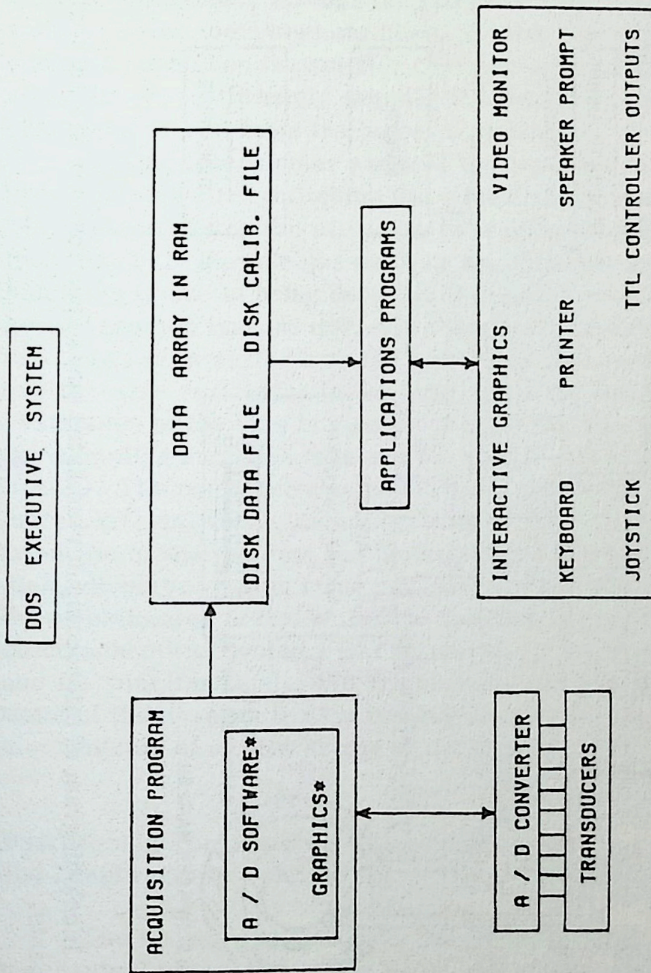 DOS EXECUTIVE SYSTEM
ACQUISITION PROGRAM
A / D SOFTWARE*
GRAPHICS*
DATA ARRAY IN RAM
DISK DATA FILE DISK CALIB. FILE
APPLICATIONS PROGRAMS
A / D CONVERTER
TRANSDUCERS
INTERACTIVE GRAPHICS VIDEO MONITOR
KEYBOARD PRINTER SPEAKER PROMPT
JOYSTICK TTL CONTROLLER OUTPUTS